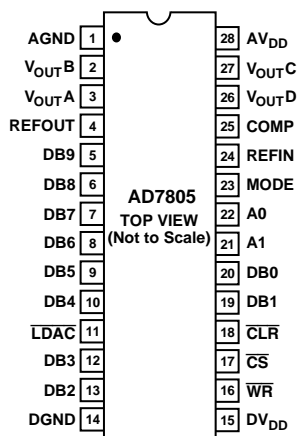 AGND 1 28 AVDD
VOUTB 2 27 VOUTC
VOUTA 3 26 VOUTD
REFOUT 4 25 COMP
DB9 5 24 REFIN
DB8 6 23 MODE
DB7 7 22 A0
DB6 8 21 A1
DB5 9 20 DB0
DB4 10 19 DB1
LDAC 11 18 CLR
DB3 12 17 CS
DB2 13 16 WR
DGND 14 15 DVDD
AD7805
TOP VIEW
(Not to Scale)